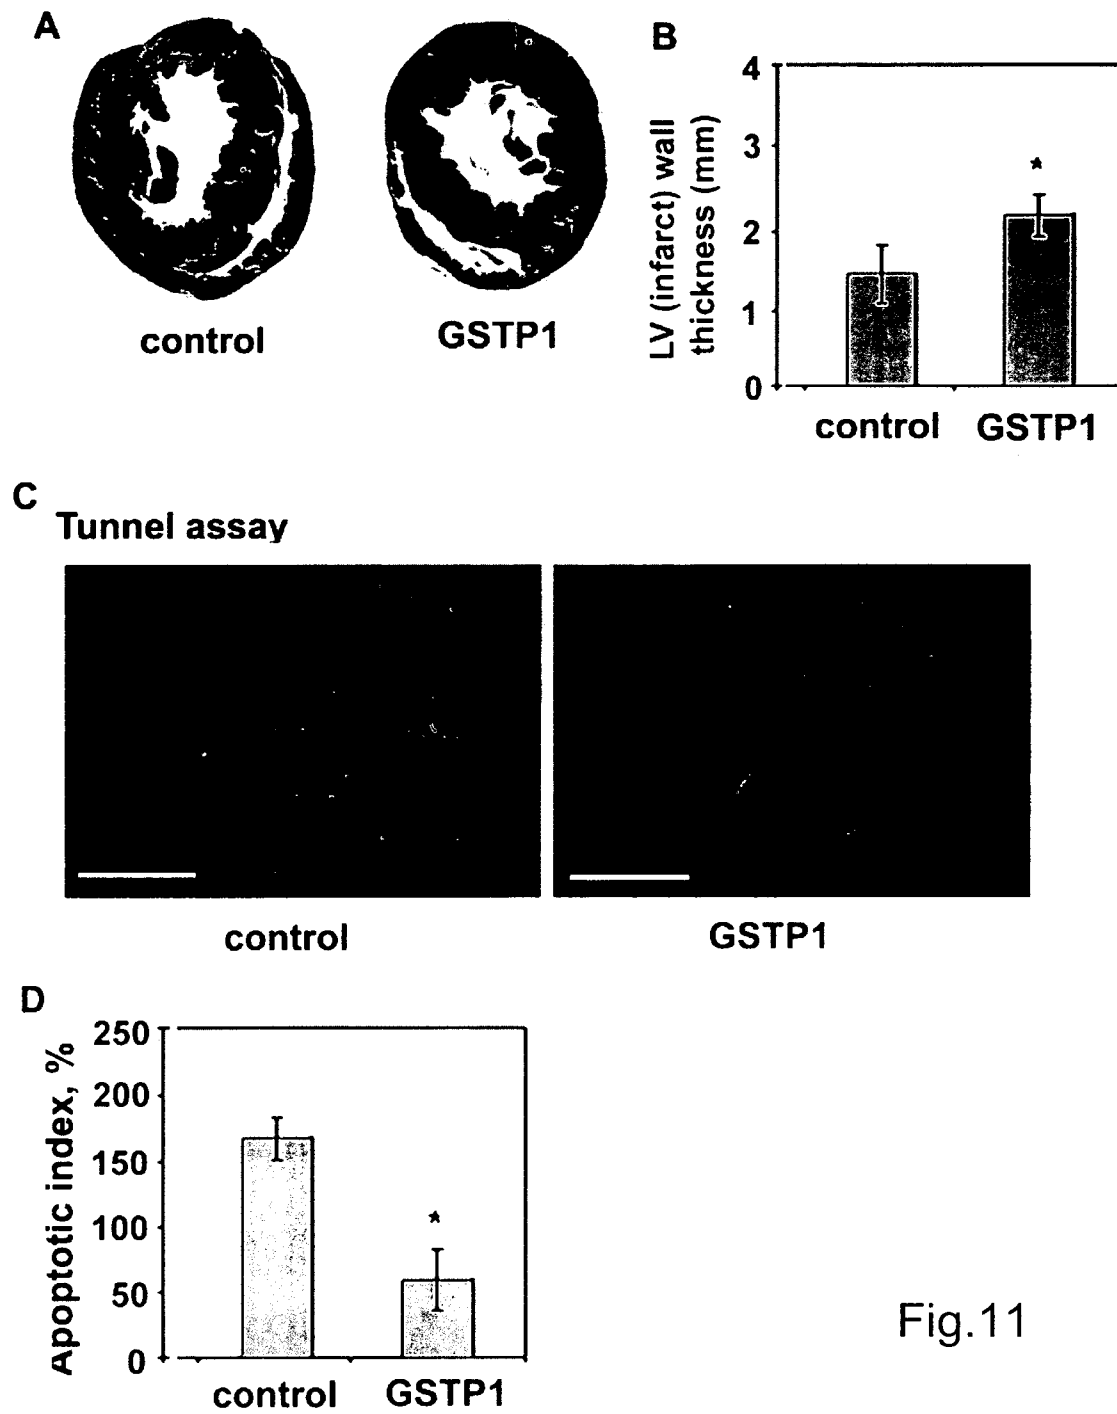 A
control
GSTP1
B
LV (infarct) wall
thickness (mm)
4
3
2
1
0
*
control GSTP1
C
Tunnel assay
control
GSTP1
D
Apoptotic index, %
250
200
150
100
50
0
*
control GSTP1
Fig.11